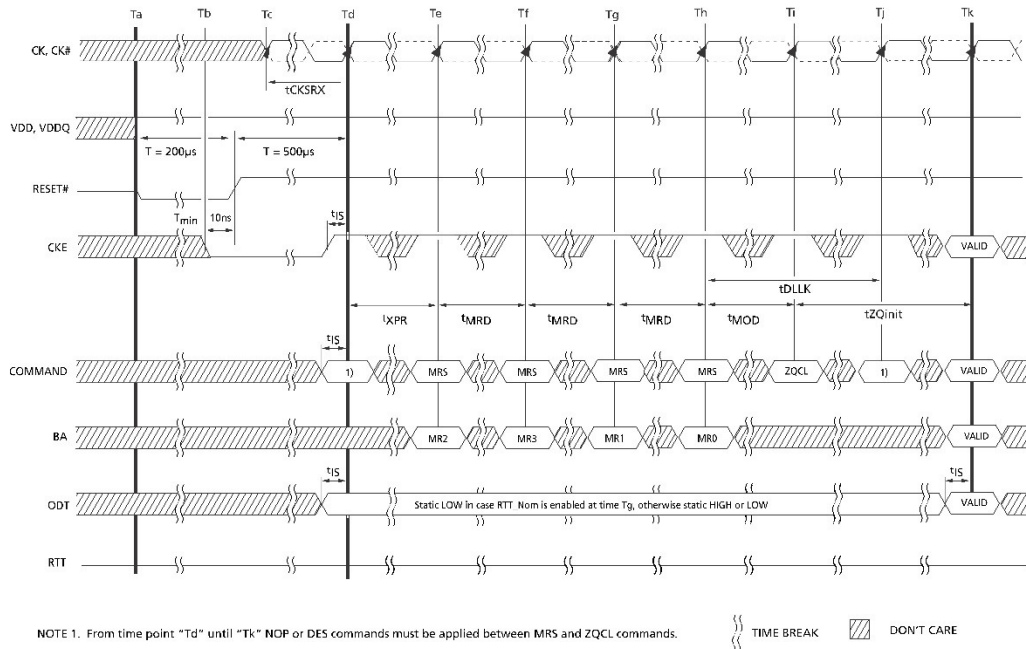 Ta Tb Tc Td Te Tf Tg Th Ti Tj Tk
CK, CK#
tCKSRX
VDD, VDDQ
T = 200µs T = 500µs
RESET#
Tmin 10ns tIS
CKE VALID
tDLLK
tXPR tMRD tMRD tMRD tMOD tZQinit
tIS
COMMAND 1) MRS MRS MRS MRS ZQCL 1) VALID
BA MR2 MR3 MR1 MR0 VALID
tIS tIS
ODT Static LOW in case RTT_Nom is enabled at time Tg, otherwise static HIGH or LOW VALID
RTT
NOTE 1. From time point "Td" until "Tk" NOP or DES commands must be applied between MRS and ZQCL commands.
TIME BREAK DON'T CARE